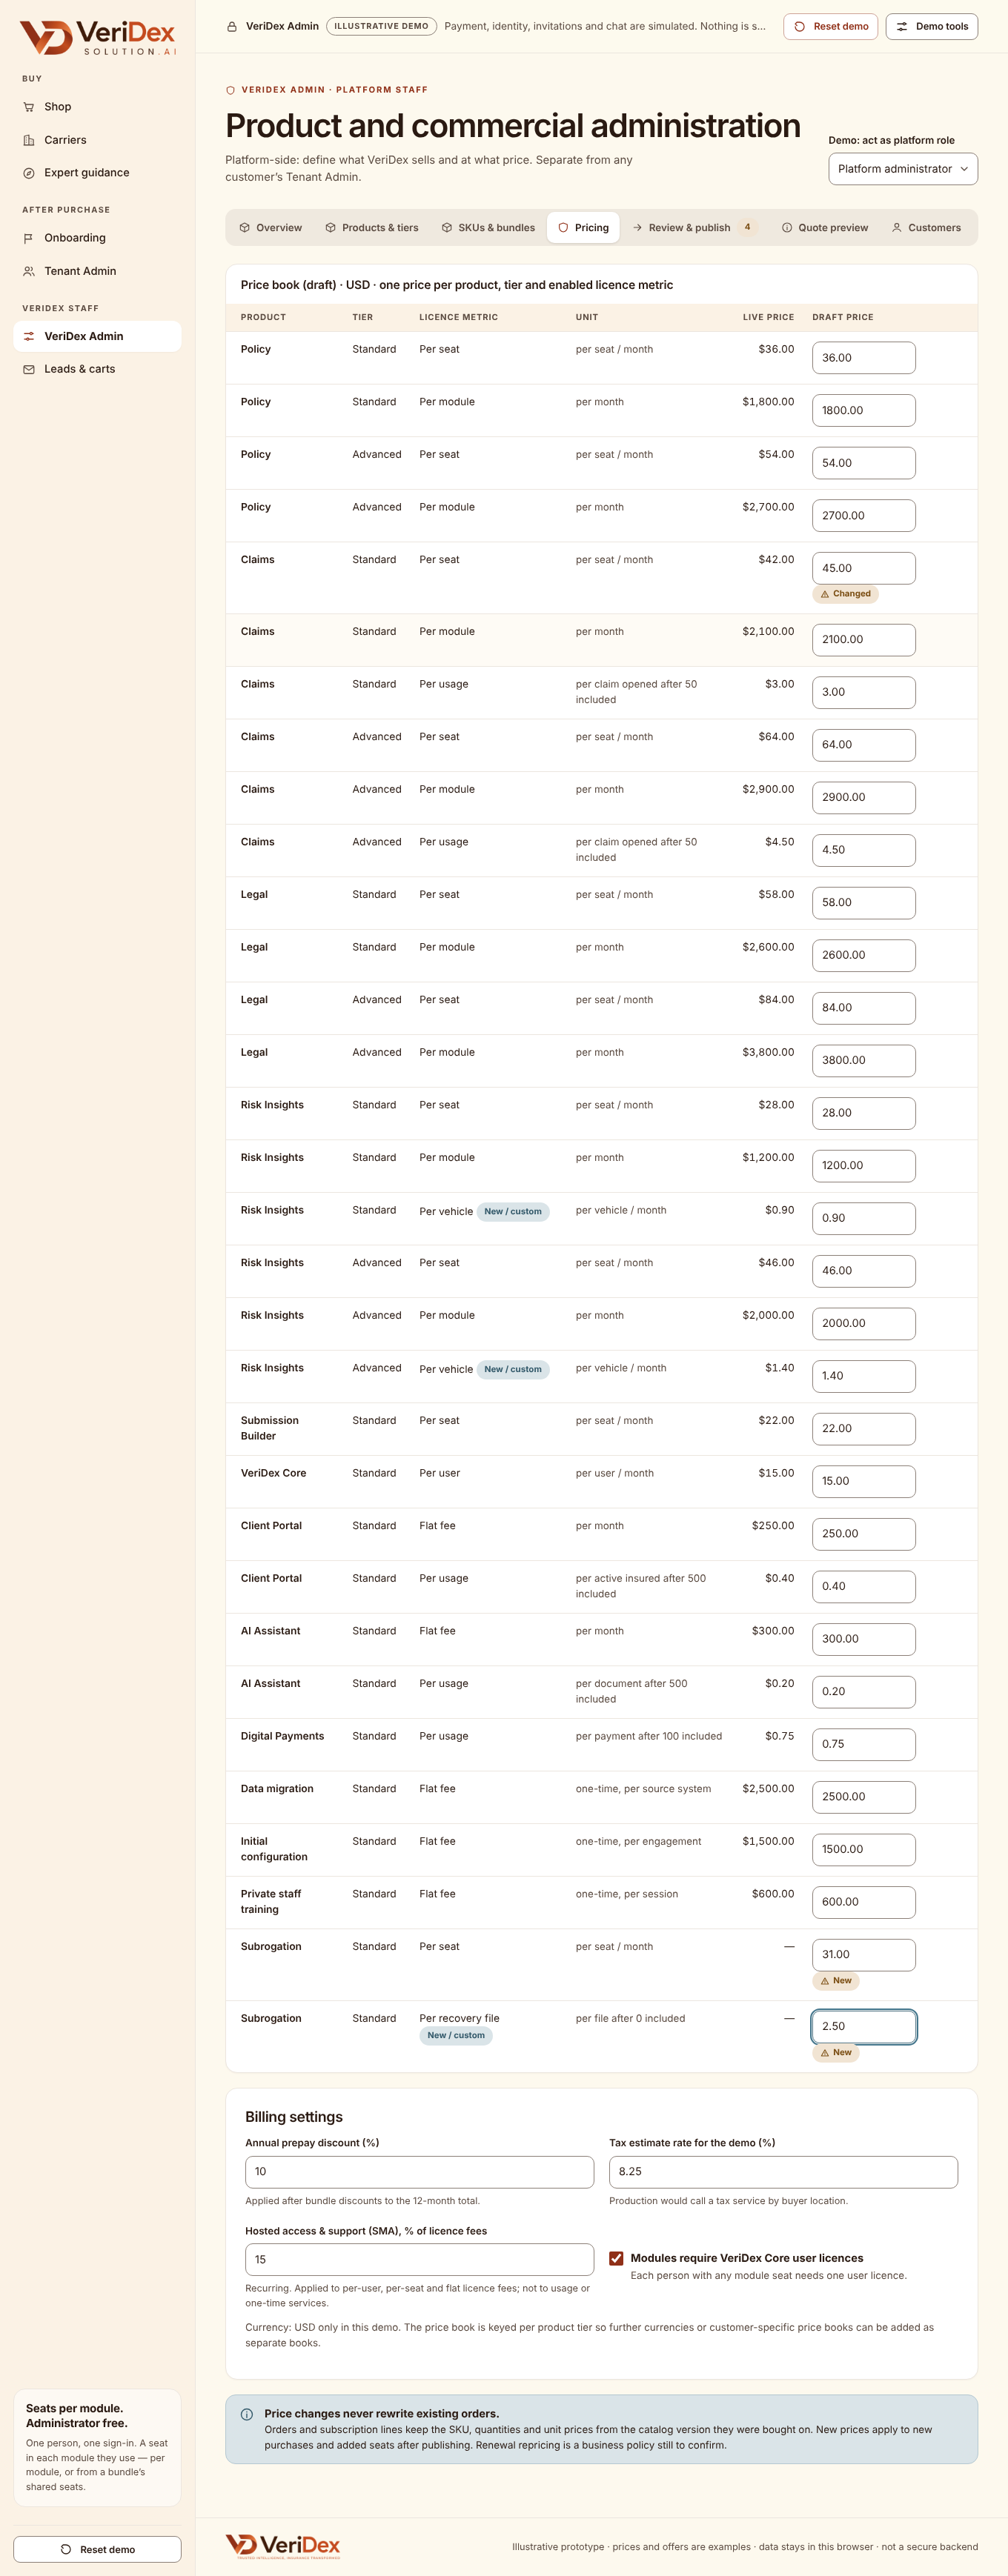 VeriDex
SOLUTION.AI
BUY
Shop
Carriers
Expert guidance
AFTER PURCHASE
Onboarding
Tenant Admin
VERIDEX STAFF
VeriDex Admin
Leads & carts
Seats per module.
Administrator free.
One person, one sign-in. A seat
in each module they use — per
module, or from a bundle's
shared seats.
Reset demo
VeriDex Admin ILLUSTRATIVE DEMO Payment, identity, invitations and chat are simulated. Nothing is s... Reset demo Demo tools
VERIDEX ADMIN · PLATFORM STAFF
Product and commercial administration
Platform-side: define what VeriDex sells and at what price. Separate from any
customer's Tenant Admin.
Demo: act as platform role
Platform administrator
Overview Products & tiers SKUs & bundles Pricing Review & publish 4 Quote preview Customers
Price book (draft) · USD · one price per product, tier and enabled licence metric
PRODUCT TIER LICENCE METRIC UNIT LIVE PRICE DRAFT PRICE
Policy Standard Per seat per seat / month $36.00 36.00
Policy Standard Per module per month $1,800.00 1800.00
Policy Advanced Per seat per seat / month $54.00 54.00
Policy Advanced Per module per month $2,700.00 2700.00
Claims Standard Per seat per seat / month $42.00 45.00
Changed
Claims Standard Per module per month $2,100.00 2100.00
Claims Standard Per usage per claim opened after 50 $3.00 3.00
included
Claims Advanced Per seat per seat / month $64.00 64.00
Claims Advanced Per module per month $2,900.00 2900.00
Claims Advanced Per usage per claim opened after 50 $4.50 4.50
included
Legal Standard Per seat per seat / month $58.00 58.00
Legal Standard Per module per month $2,600.00 2600.00
Legal Advanced Per seat per seat / month $84.00 84.00
Legal Advanced Per module per month $3,800.00 3800.00
Risk Insights Standard Per seat per seat / month $28.00 28.00
Risk Insights Standard Per module per month $1,200.00 1200.00
Risk Insights Standard Per vehicle New / custom per vehicle / month $0.90 0.90
Risk Insights Advanced Per seat per seat / month $46.00 46.00
Risk Insights Advanced Per module per month $2,000.00 2000.00
Risk Insights Advanced Per vehicle New / custom per vehicle / month $1.40 1.40
Submission Standard Per seat per seat / month $22.00 22.00
Builder
VeriDex Core Standard Per user per user / month $15.00 15.00
Client Portal Standard Flat fee per month $250.00 250.00
Client Portal Standard Per usage per active insured after 500 $0.40 0.40
included
AI Assistant Standard Flat fee per month $300.00 300.00
AI Assistant Standard Per usage per document after 500 $0.20 0.20
included
Digital Payments Standard Per usage per payment after 100 included $0.75 0.75
Data migration Standard Flat fee one-time, per source system $2,500.00 2500.00
Initial Standard Flat fee one-time, per engagement $1,500.00 1500.00
configuration
Private staff Standard Flat fee one-time, per session $600.00 600.00
training
Subrogation Standard Per seat per seat / month — 31.00
New
Subrogation Standard Per recovery file per file after 0 included — 2.50
New / custom New
Billing settings
Annual prepay discount (%) Tax estimate rate for the demo (%)
10 8.25
Applied after bundle discounts to the 12-month total. Production would call a tax service by buyer location.
Hosted access & support (SMA), % of licence fees
15
Modules require VeriDex Core user licences
Each person with any module seat needs one user licence.
Recurring. Applied to per-user, per-seat and flat licence fees; not to usage or
one-time services.
Currency: USD only in this demo. The price book is keyed per product tier so further currencies or customer-specific price books can be added as
separate books.
Price changes never rewrite existing orders.
Orders and subscription lines keep the SKU, quantities and unit prices from the catalog version they were bought on. New prices apply to new
purchases and added seats after publishing. Renewal repricing is a business policy still to confirm.
VeriDex
Illustrative prototype · prices and offers are examples · data stays in this browser · not a secure backend